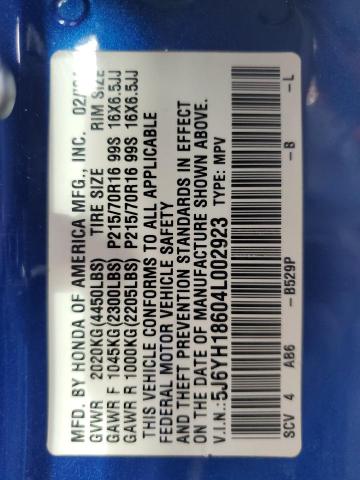 MFD. BY HONDA OF AMERICA MFG., INC. 02/
GVWR 2020KG(4450LBS) TIRE SIZE RIM SIZE
GAWR F 1045KG(2300LBS) P215/70R16 99S 16X6.5JJ
GAWR R 1000KG(2205LBS) P215/70R16 99S 16X6.5JJ
THIS VEHICLE CONFORMS TO ALL APPLICABLE
FEDERAL MOTOR VEHICLE SAFETY
AND THEFT PREVENTION STANDARDS IN EFFECT
ON THE DATE OF MANUFACTURE SHOWN ABOVE.
V.I.N.:5J6YH18604L002923 TYPE: MPV
SCV 4 AB6 -B529P -B -L